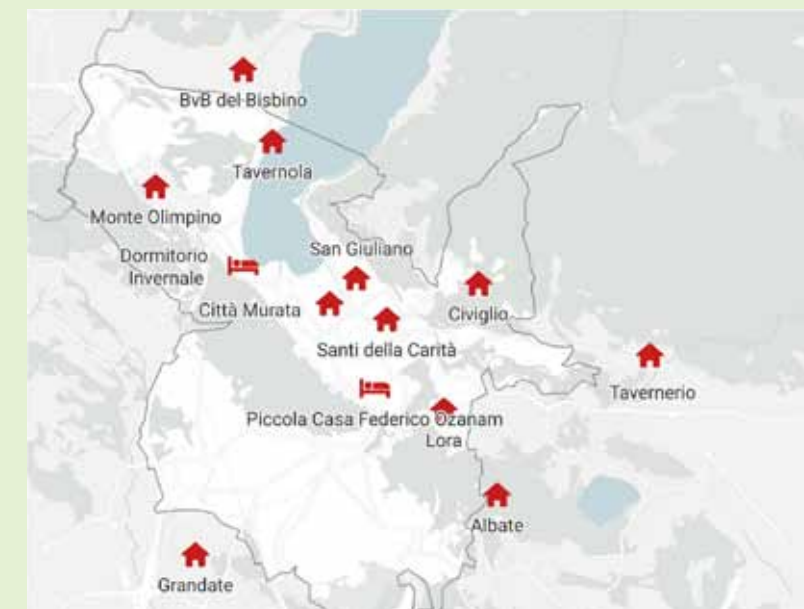 BvB del Bisbino
Tavernola
Monte Olimpino
San Giuliano
Dormitorio
Invernale
Città Murata
Civiglio
Santi della Carità
Tavernerio
Piccola Casa Federico Ozanam
Lora
Albate
Grandate